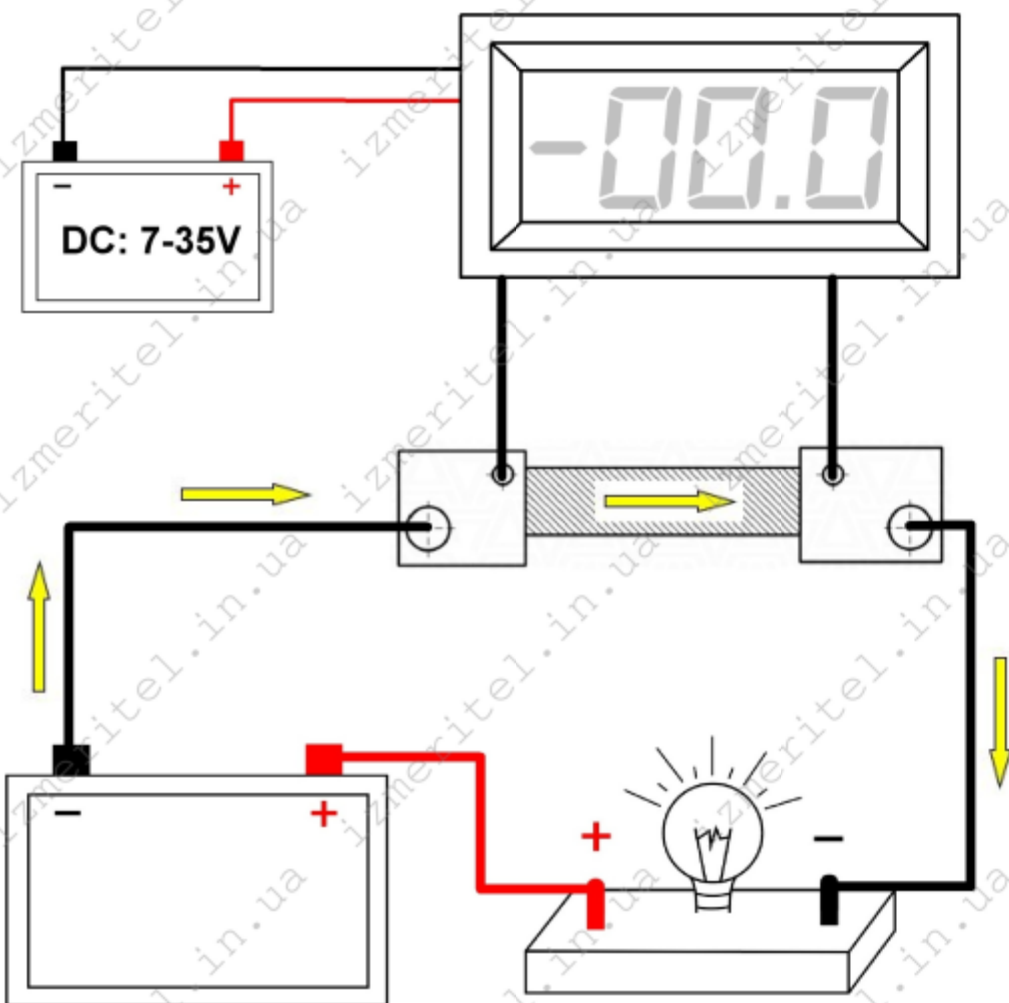 -00.0
- +
DC: 7-35V
- +
+ -
izmeritel.in.ua